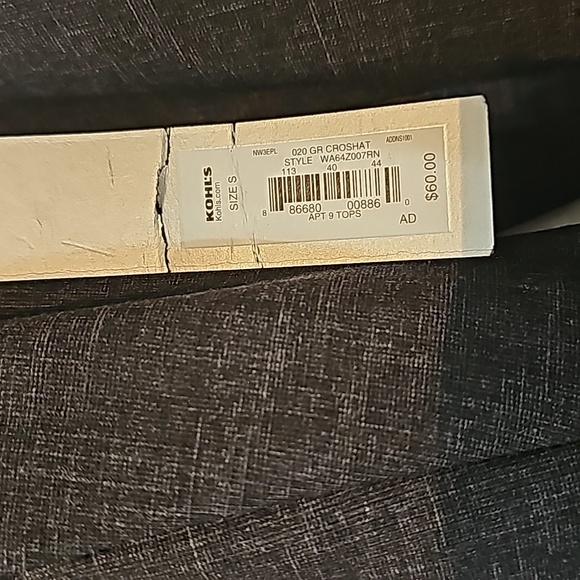 NW3EPL
020 GR CROSHAT
ADDNS1001
STYLE WA64Z007RN
113 40 44
KOHL'S
Kohls.com
SIZE S
8 86680 00886 0
APT 9 TOPS
AD
$60.00